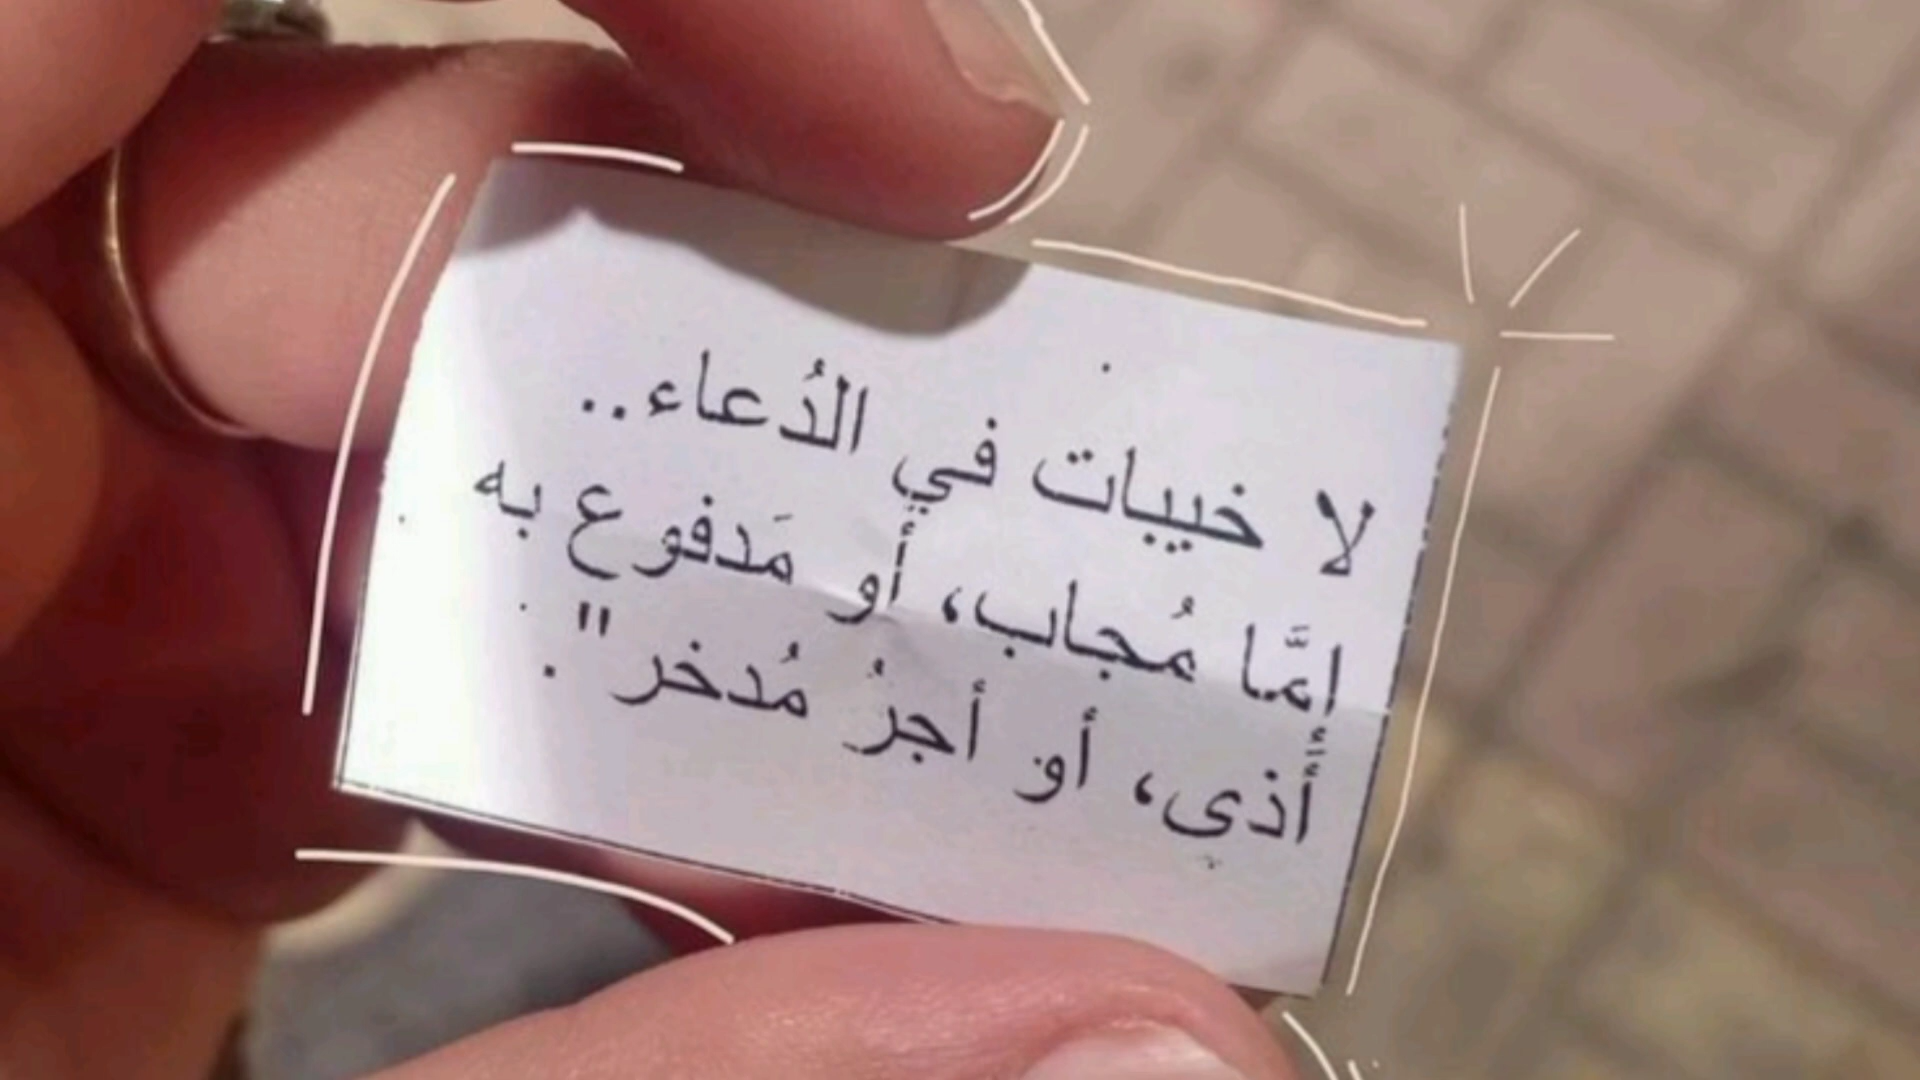 لا خيبات في الدُعاء..
إمَّا مُجاب، أو مَدفوع به
أذى، أو أجرُ مُدخر".